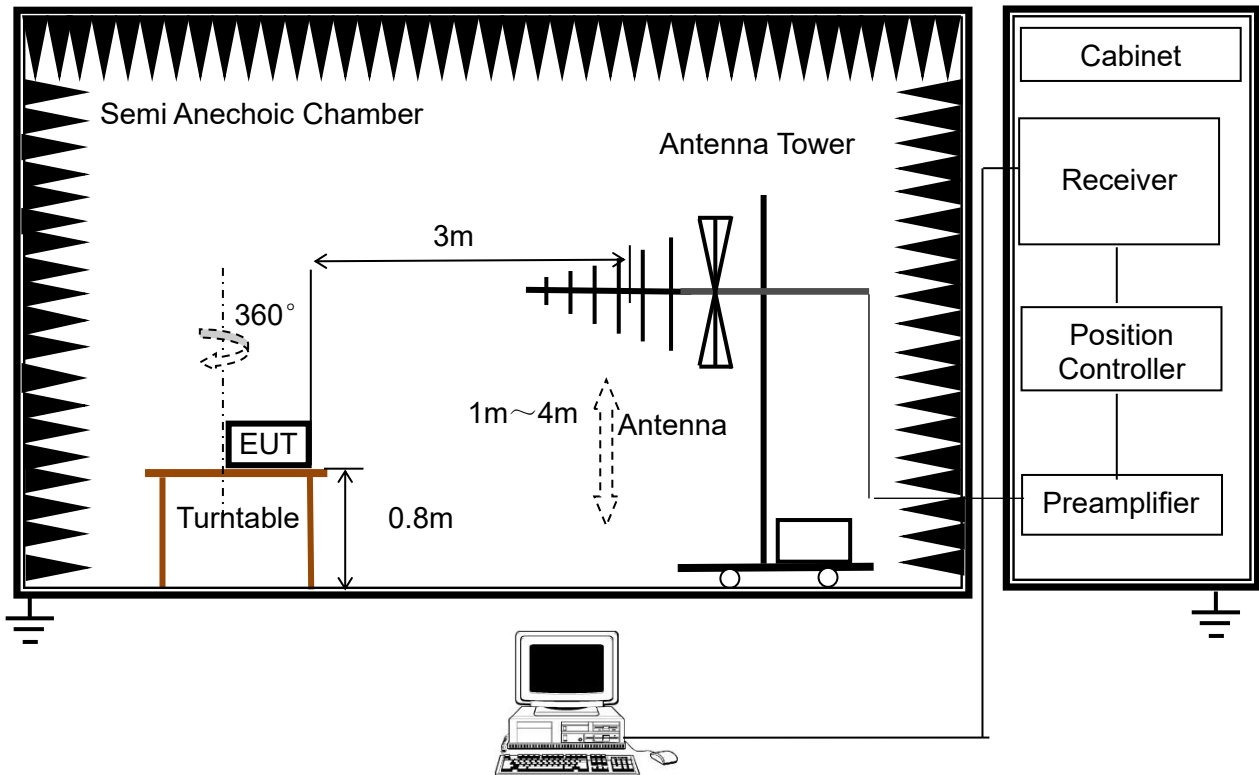 Cabinet
Semi Anechoic Chamber
Antenna Tower
Receiver
3m
360°
Position
Controller
1m～4m
Antenna
EUT
Turntable
0.8m
Preamplifier